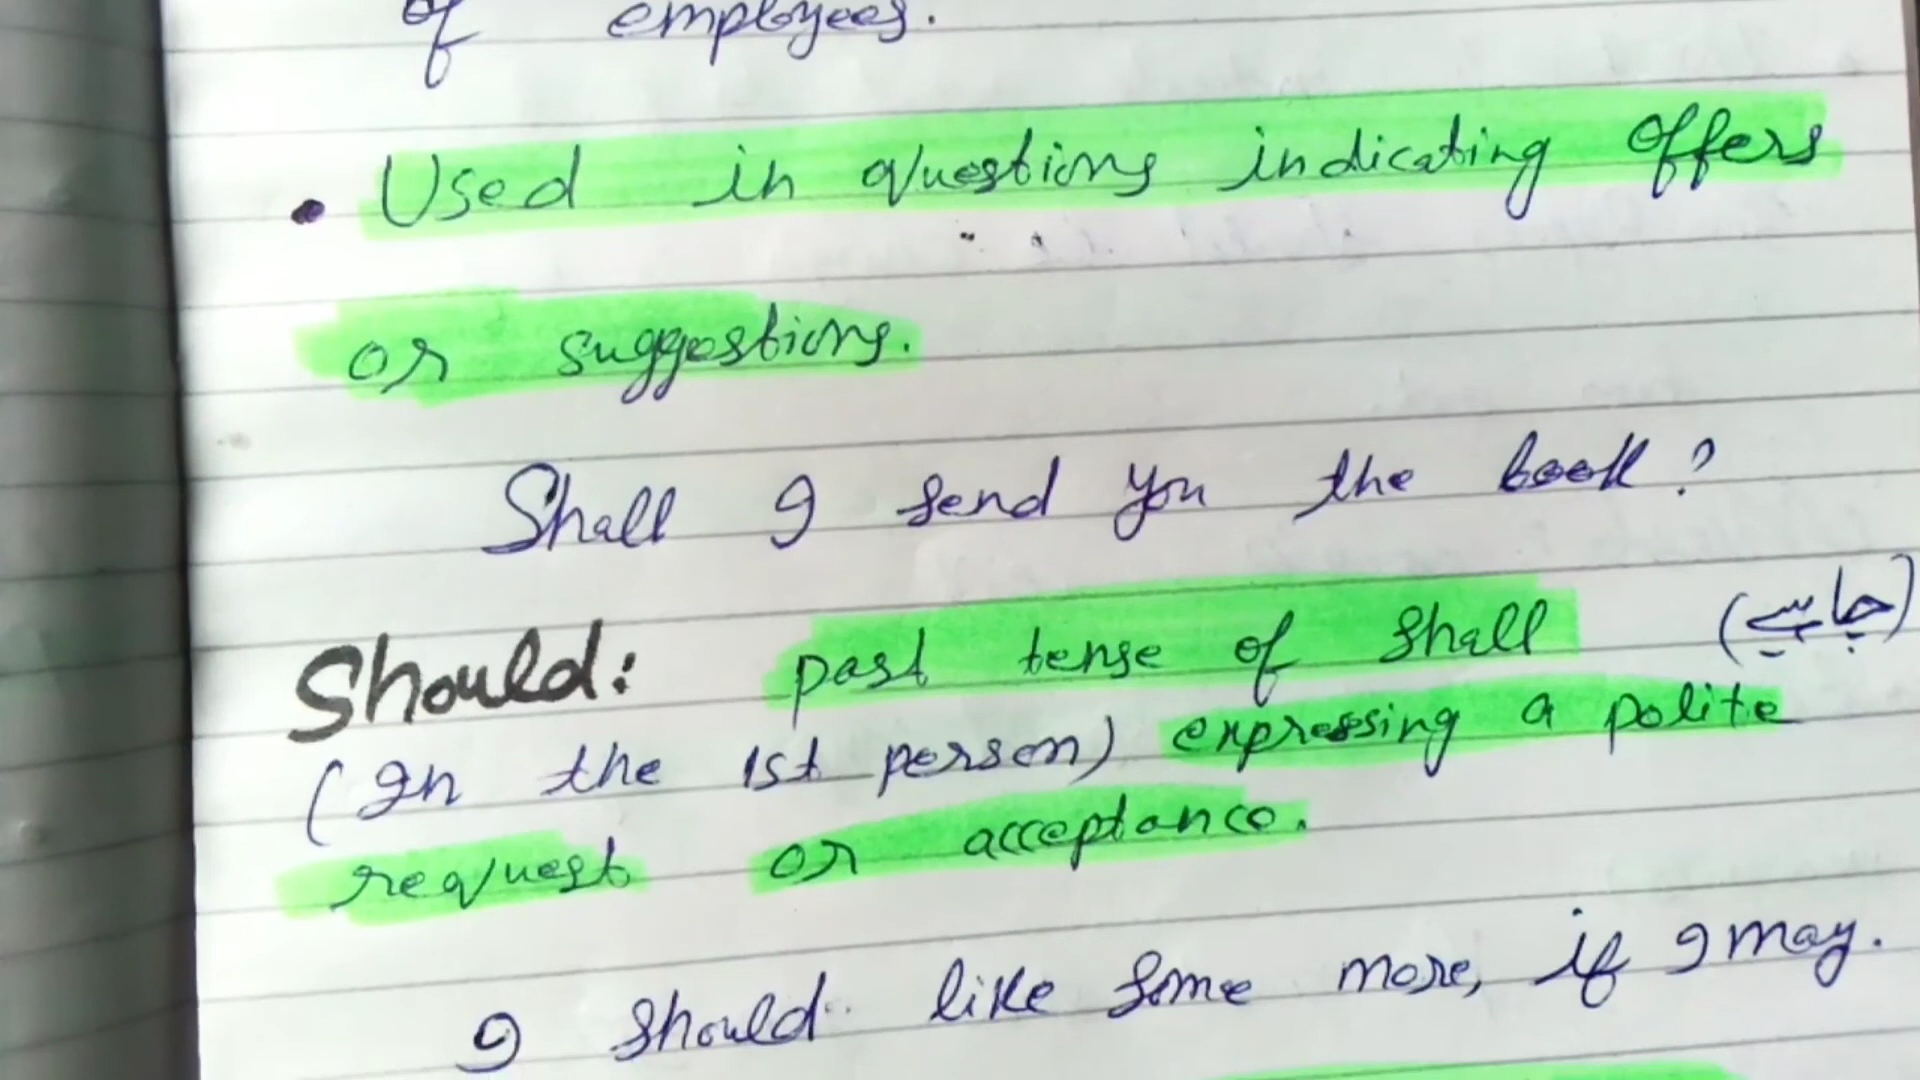 of employees.
• Used in questions indicating offers
or suggestions.
Shall I send you the book?
Should: past tense of shall (چاہیے)
(In the 1st person) expressing a polite
request or acceptance.
I should like some more, if I may.